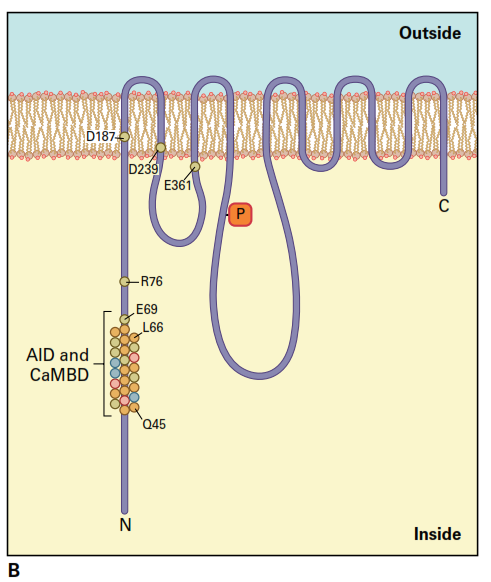 Outside
D187
D239
E361
P
C
R76
E69
L66
AID and
CaMBD
Q45
N
Inside
B